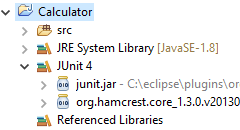 Calculator
src
JRE System Library [JavaSE-1.8]
JUnit 4
junit.jar - C:\eclipse\plugins\or
org.hamcrest.core_1.3.0.v20130
Referenced Libraries